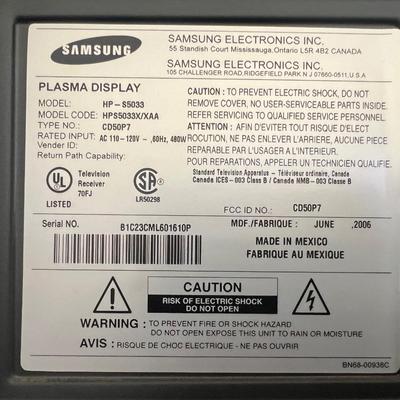 SAMSUNG
SAMSUNG ELECTRONICS INC.
55 Standish Court Mississauga, Ontario L5R 4B2 CANADA
SAMSUNG ELECTRONICS INC.
105 CHALLENGER ROAD, RIDGEFIELD PARK N J 07660-0511, U.S.A
PLASMA DISPLAY
MODEL: HP-S5033
MODEL CODE: HPS5033X/XAA
TYPE NO.: CD50P7
RATED INPUT: AC 110-120V~,60Hz, 480W
Vender ID:
Return Path Capability:
CAUTION : TO PREVENT ELECTRIC SHOCK, DO NOT
REMOVE COVER, NO USER-SERVICEABLE PARTS INSIDE.
REFER SERVICING TO QUALIFIED PERSONNEL.
ATTENTION : AFIN D'EVITER TOUT RISQUE D'ELECT
ROCUTION, NE PAS ENLEVER L'ARRIERE, AUCUNE PIECE
REPARABLE PAR L'USAGER A L'INTERIEUR.
POUR TOUTE REPARATION, S'ADRESSER A UN TECHNICIEN QUALIFIE.
Standard Television Apparatus - Téléviseur ordinaire, Canada
Canada ICES-003 Class B / Canada NMB-003 Classe B
UL
LISTED
Television
Receiver
70FJ
SA
LR50298
FCC ID NO.: CD50P7
Serial NO. B1C23CML601610P
MDF./FABRIQUE : JUNE ,2006
MADE IN MEXICO
FABRIQUE AU MEXIQUE
CAUTION
RISK OF ELECTRIC SHOCK
DO NOT OPEN
WARNING : TO PREVENT FIRE OR SHOCK HAZARD
DO NOT EXPOSE THIS UNIT TO RAIN OR MOISTURE
AVIS : RISQUE DE CHOC ELECTRIQUE - NE PAS OUVRIR
BN68-00938C